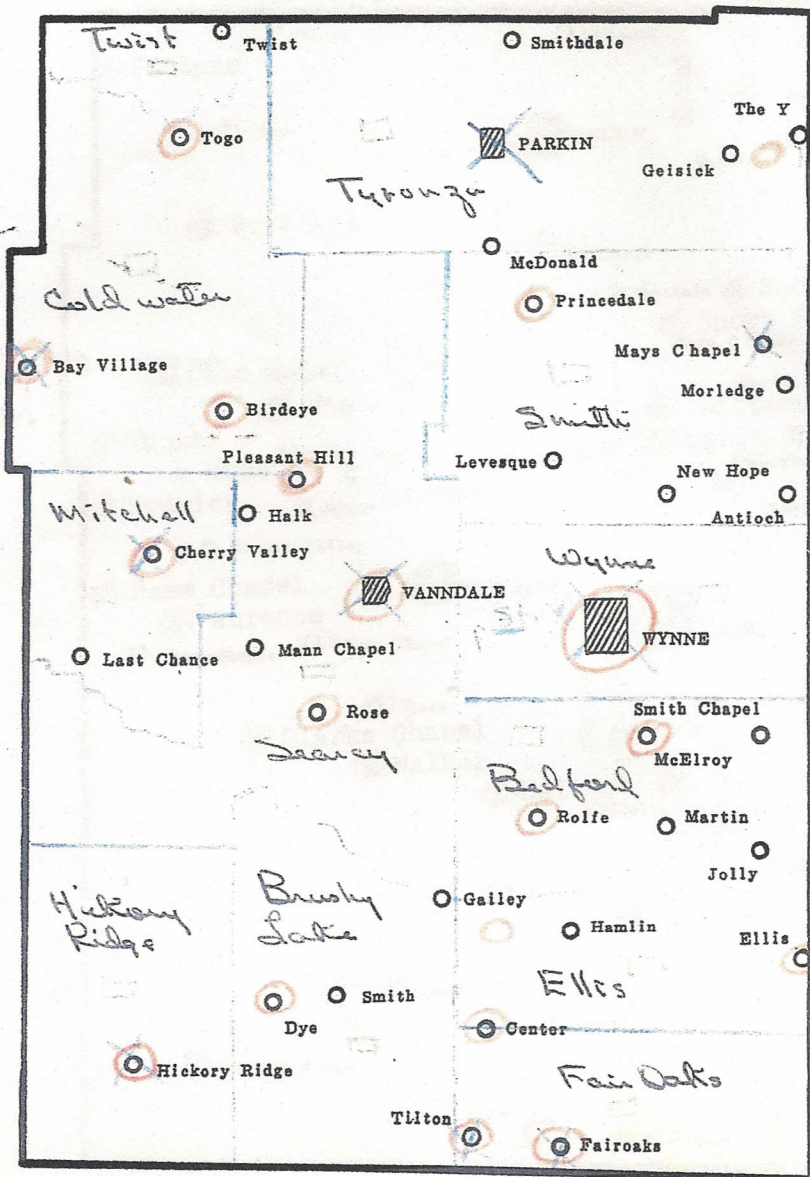 Twist
Twist
Smithdale
The Y
Togo
PARKIN
Geisick
Tyronza
McDonald
Cold water
Princedale
Bay Village
Mays Chapel
Morledge
Birdeye
Smith
Pleasant Hill
Levesque
New Hope
Mitchell
Halk
Antioch
Cherry Valley
Wynne
VANNDALE
WYNNE
Last Chance
Mann Chapel
Smith Chapel
Rose
McElroy
Searcy
Bedford
Rolfe
Martin
Jolly
Hickory
Ridge
Brushy
Lake
Gailey
Hamlin
Ellis
Ellis
Smith
Dye
Center
Hickory Ridge
Fair Oaks
Tilton
Fairoaks